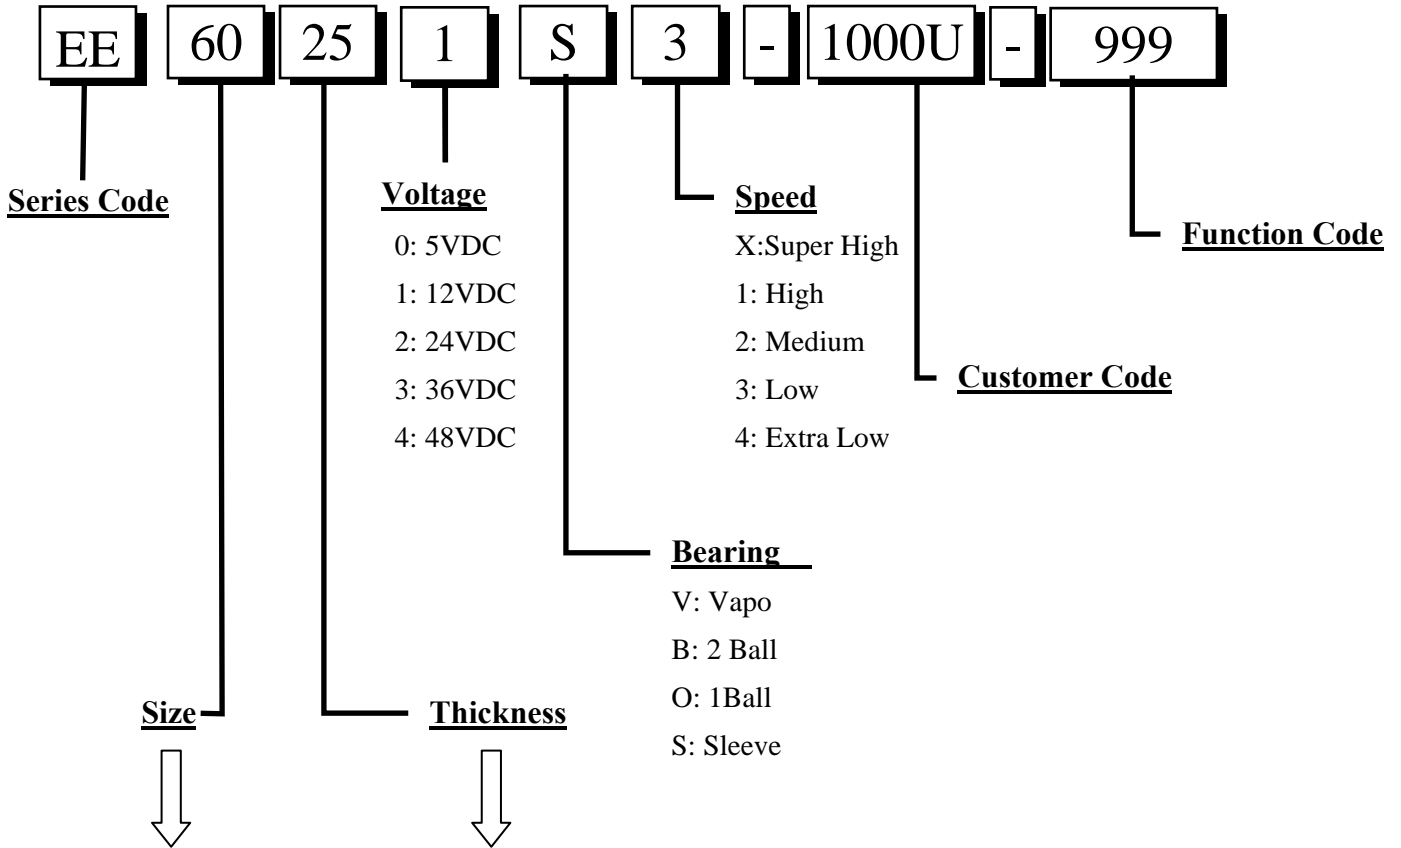 EE 60 25 1 S 3 - 1000U - 999
Series Code
Voltage
0: 5VDC
1: 12VDC
2: 24VDC
3: 36VDC
4: 48VDC
Speed
X:Super High
1: High
2: Medium
3: Low
4: Extra Low
Function Code
Customer Code
Bearing
V: Vapo
B: 2 Ball
O: 1Ball
S: Sleeve
Size
Thickness